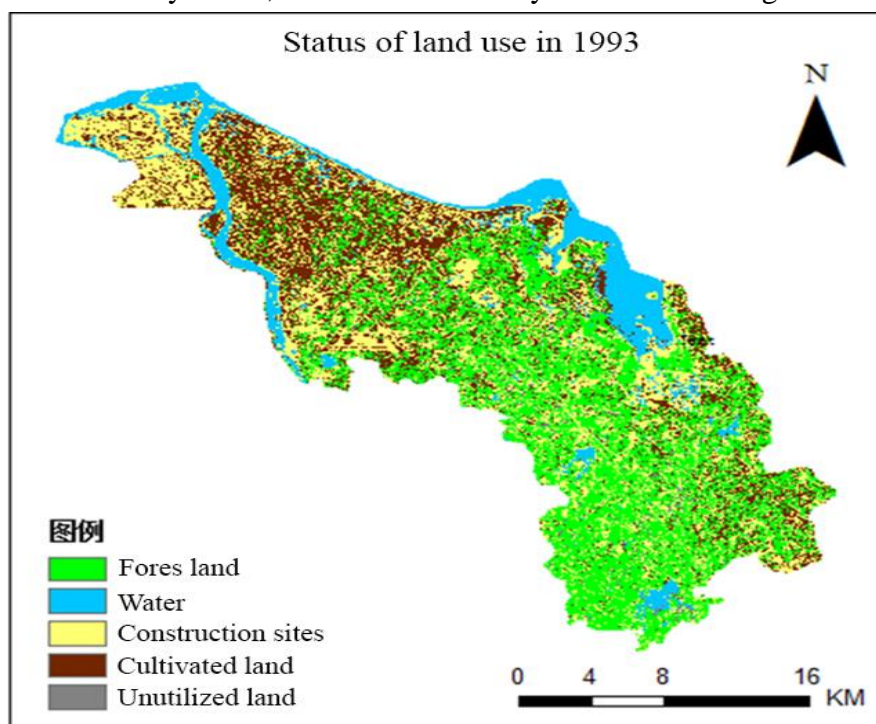 Status of land use in 1993
N
图例
Fores land
Water
Construction sites
Cultivated land
Unutilized land
0 4 8 16
KM